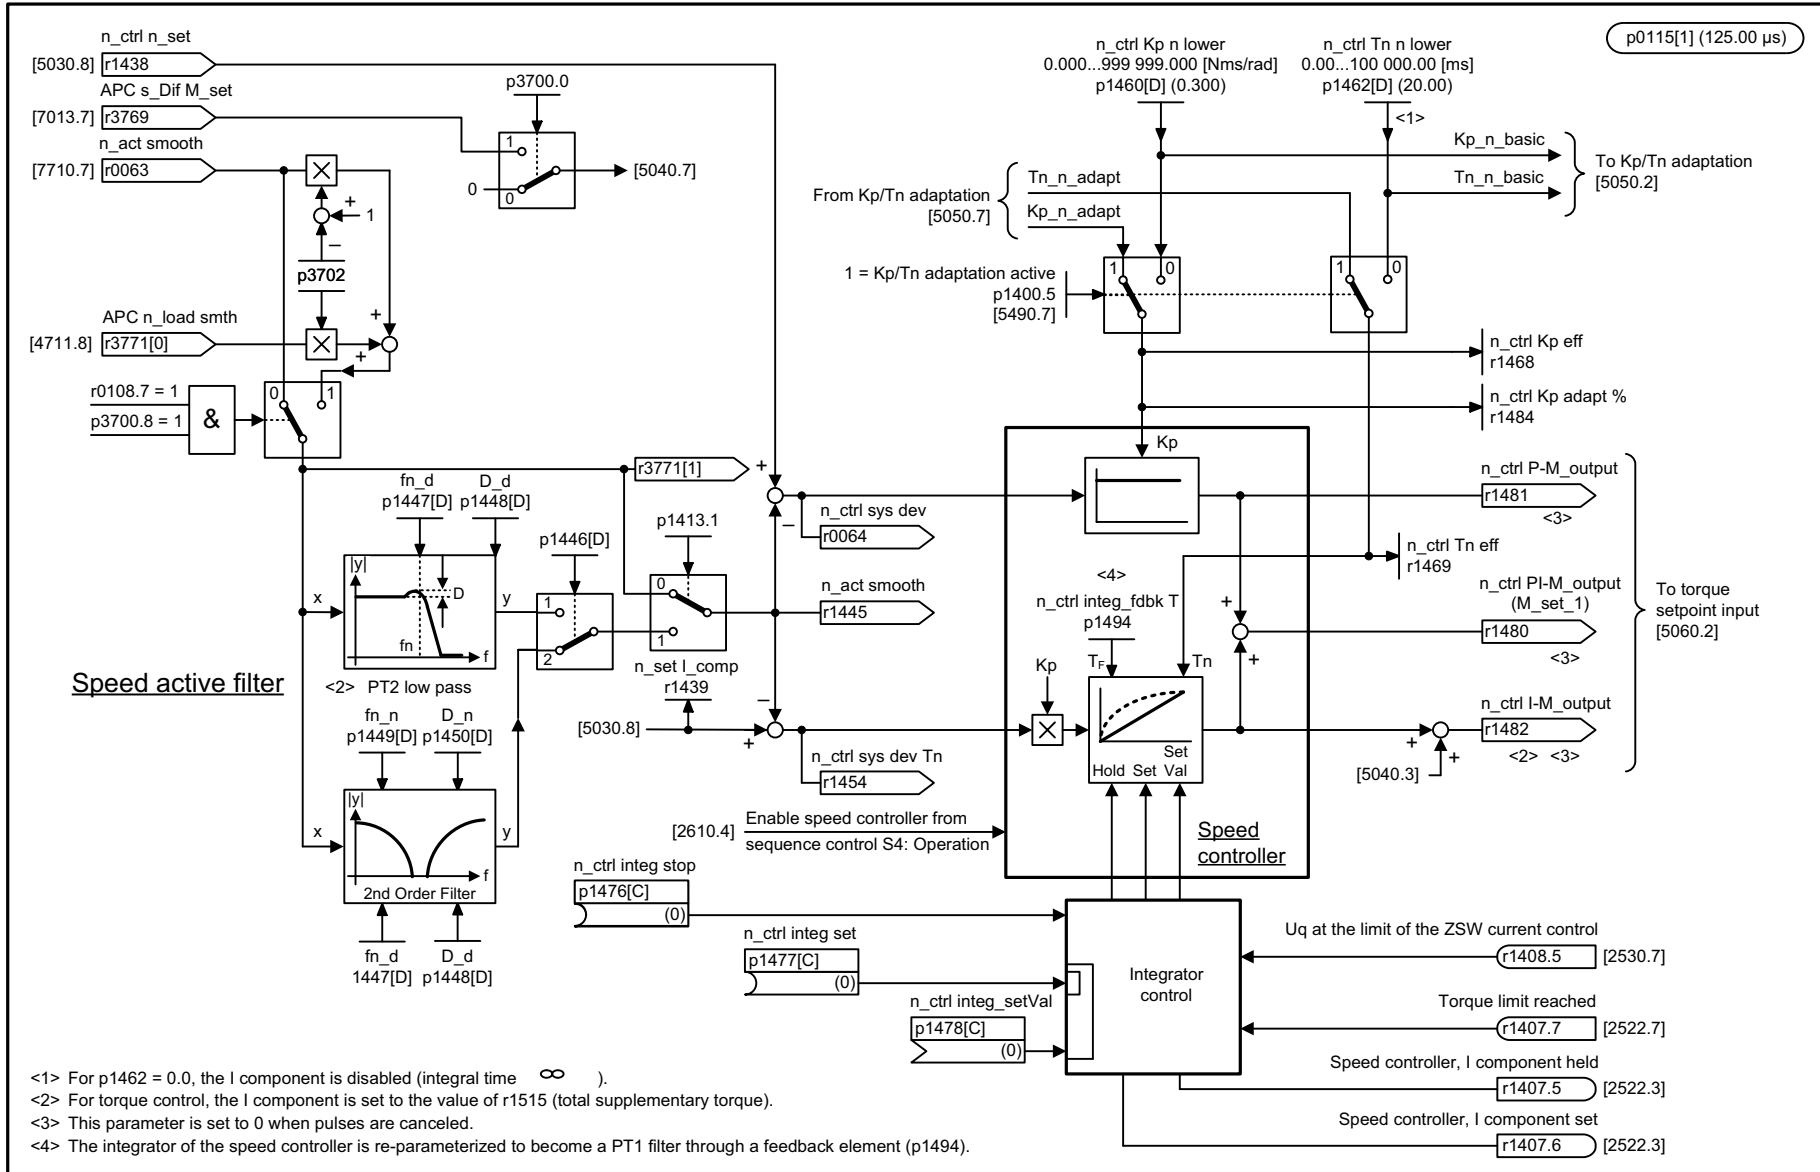 n_ctrl n_set
[5030.8] r1438
APC s_Dif M_set
[7013.7] r3769
n_act smooth
[7710.7] r0063
p3700.0
1
0
0
[5040.7]
+
1
–
p3702
APC n_load smth
[4711.8] r3771[0]
+
+
r0108.7 = 1
p3700.8 = 1
&
0 1
n_ctrl Kp n lower
0.000...999 999.000 [Nms/rad]
p1460[D] (0.300)
n_ctrl Tn n lower
0.00...100 000.00 [ms]
p1462[D] (20.00)
<1>
p0115[1] (125.00 µs)
Kp_n_basic
Tn_n_basic
To Kp/Tn adaptation
[5050.2]
From Kp/Tn adaptation
[5050.7]
Tn_n_adapt
Kp_n_adapt
1 = Kp/Tn adaptation active
p1400.5
[5490.7]
1 0
1 0
n_ctrl Kp eff
r1468
n_ctrl Kp adapt %
r1484
r3771[1]
+
–
n_ctrl sys dev
r0064
n_act smooth
r1445
fn_d
p1447[D]
D_d
p1448[D]
|y|
D
fn
f
x
y
<2> PT2 low pass
Speed active filter
p1446[D]
1
2
p1413.1
0
1
n_set I_comp
r1439
[5030.8]
+
–
n_ctrl sys dev Tn
r1454
fn_n
p1449[D]
D_n
p1450[D]
|y|
x
y
f
2nd Order Filter
fn_d
1447[D]
D_d
p1448[D]
Kp
<4>
n_ctrl integ_fdbk T
p1494
TF
Tn
Kp
Set
Hold Set Val
Speed
controller
[2610.4]
Enable speed controller from
sequence control S4: Operation
n_ctrl P-M_output
r1481
<3>
n_ctrl Tn eff
r1469
+
+
n_ctrl PI-M_output
(M_set_1)
r1480
<3>
n_ctrl I-M_output
r1482
<2> <3>
+
+
[5040.3]
To torque
setpoint input
[5060.2]
n_ctrl integ stop
p1476[C]
(0)
n_ctrl integ set
p1477[C]
(0)
n_ctrl integ_setVal
p1478[C]
(0)
Integrator
control
Uq at the limit of the ZSW current control
r1408.5 [2530.7]
Torque limit reached
r1407.7 [2522.7]
Speed controller, I component held
r1407.5 [2522.3]
Speed controller, I component set
r1407.6 [2522.3]
<1> For p1462 = 0.0, the I component is disabled (integral time ∞ ).
<2> For torque control, the I component is set to the value of r1515 (total supplementary torque).
<3> This parameter is set to 0 when pulses are canceled.
<4> The integrator of the speed controller is re-parameterized to become a PT1 filter through a feedback element (p1494).